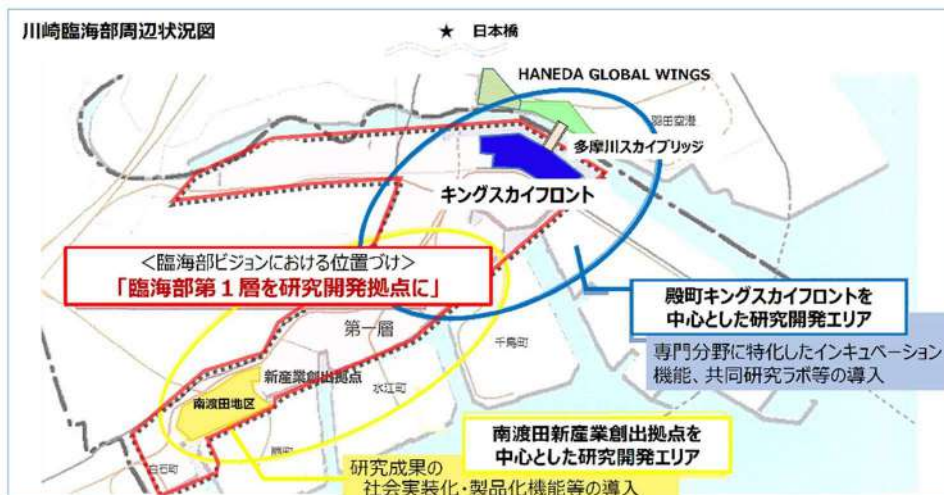 川崎臨海部周辺状況図
★ 日本橋
HANEDA GLOBAL WINGS
羽田空港
多摩川スカイブリッジ
キングスカイフロント
<臨海部ビジョンにおける位置づけ>
「臨海部第1層を研究開発拠点に」
殿町キングスカイフロントを
中心とした研究開発エリア
専門分野に特化したインキュベーション
機能、共同研究ラボ等の導入
第一層
千鳥町
新産業創出拠点
水江町
南渡田地区
白石町
南渡田新産業創出拠点を
中心とした研究開発エリア
研究成果の
社会実装化・製品化機能等の導入